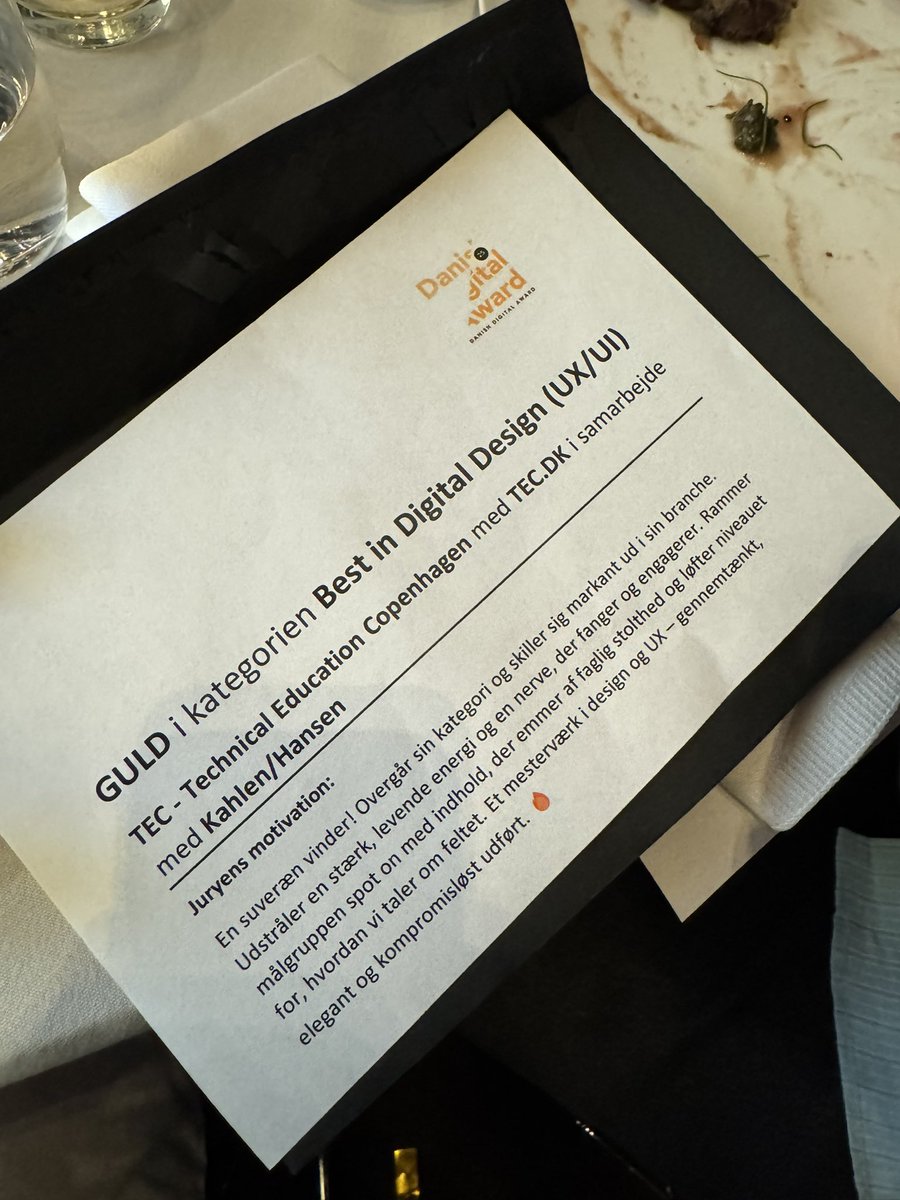 Danis
gital
Award
DANISH DIGITAL AWARD
GULD i kategorien Best in Digital Design (UX/UI)
TEC - Technical Education Copenhagen med TEC.DK i samarbejde
med Kahlen/Hansen
Juryens motivation:
En suveræn vinder! Overgår sin kategori og skiller sig markant ud i sin branche.
Udstråler en stærk, levende energi og en nerve, der fanger og engagerer. Rammer
målgruppen spot on med indhold, der emmer af faglig stolthed og løfter niveauet
for, hvordan vi taler om feltet. Et mesterværk i design og UX – gennemtænkt,
elegant og kompromisløst udført.